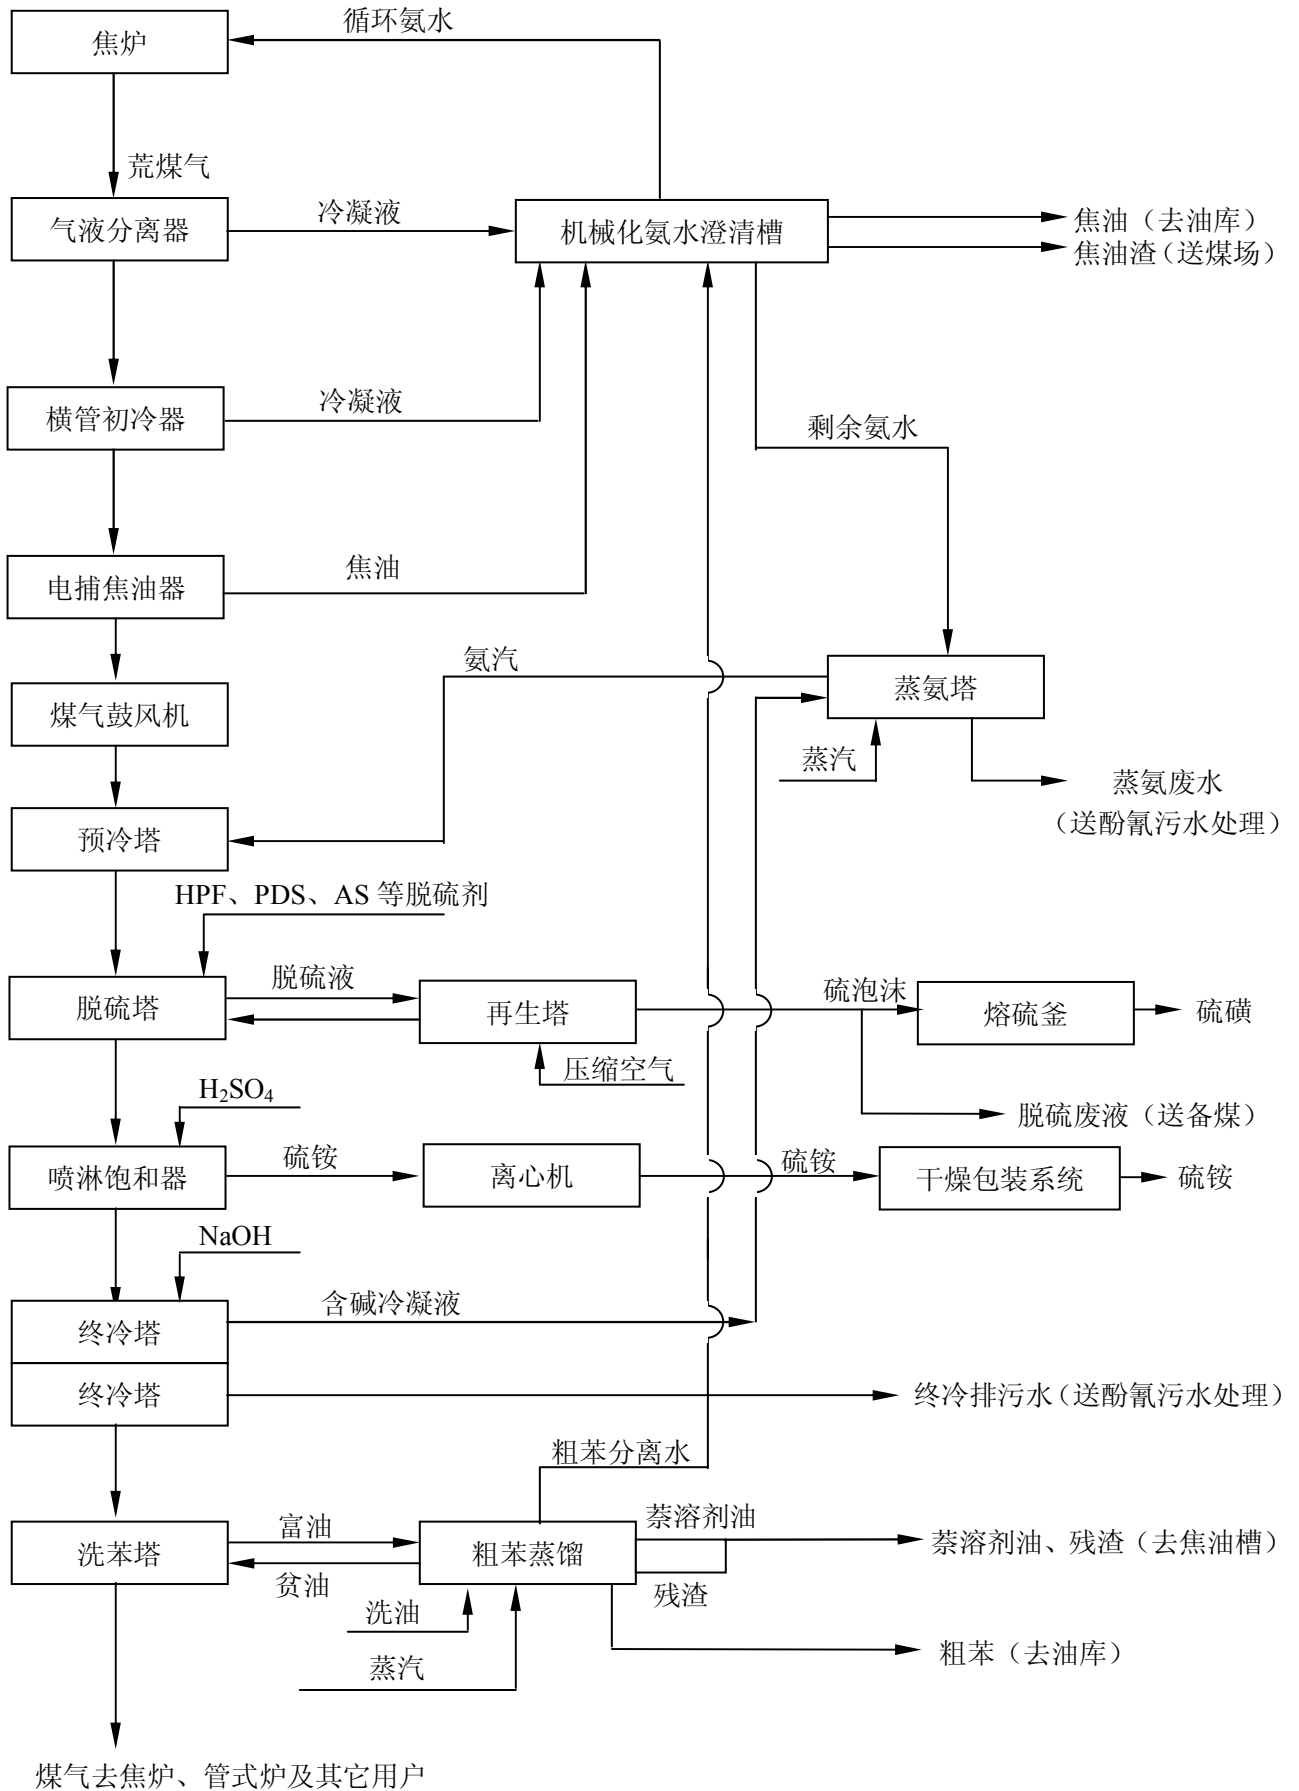 循环氨水
焦炉
荒煤气
冷凝液
气液分离器
机械化氨水澄清槽
焦油（去油库）
焦油渣（送煤场）
冷凝液
横管初冷器
剩余氨水
焦油
电捕焦油器
氨汽
蒸氨塔
煤气鼓风机
蒸汽
蒸氨废水
（送酚氰污水处理）
预冷塔
HPF、PDS、AS 等脱硫剂
脱硫液
硫泡沫
脱硫塔
再生塔
熔硫釜
硫磺
压缩空气
H₂SO₄
脱硫废液（送备煤）
硫铵
硫铵
喷淋饱和器
离心机
干燥包装系统
硫铵
NaOH
含碱冷凝液
终冷塔
终冷塔
终冷排污水（送酚氰污水处理）
粗苯分离水
富油
萘溶剂油
洗苯塔
粗苯蒸馏
萘溶剂油、残渣（去焦油槽）
贫油
残渣
洗油
粗苯（去油库）
蒸汽
煤气去焦炉、管式炉及其它用户